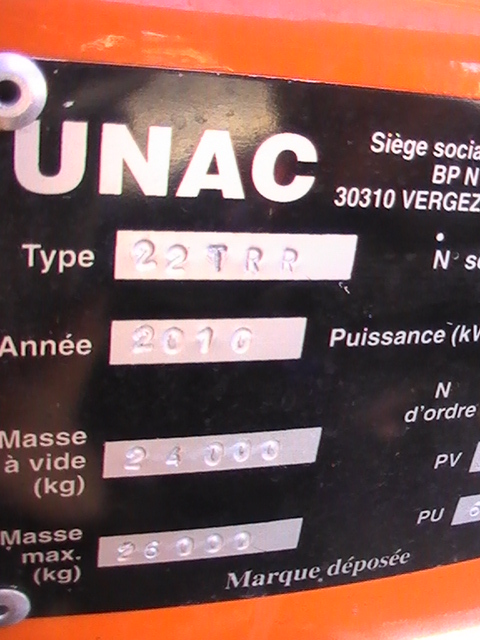 UNAC
Siège socia
BP N
30310 VERGEZ
Type 22TRR
N° sé
Année 2010
Puissance (kW
N
d'ordre
Masse
à vide
(kg) 24000
PV
Masse
max.
(kg) 26000
PU
Marque déposée